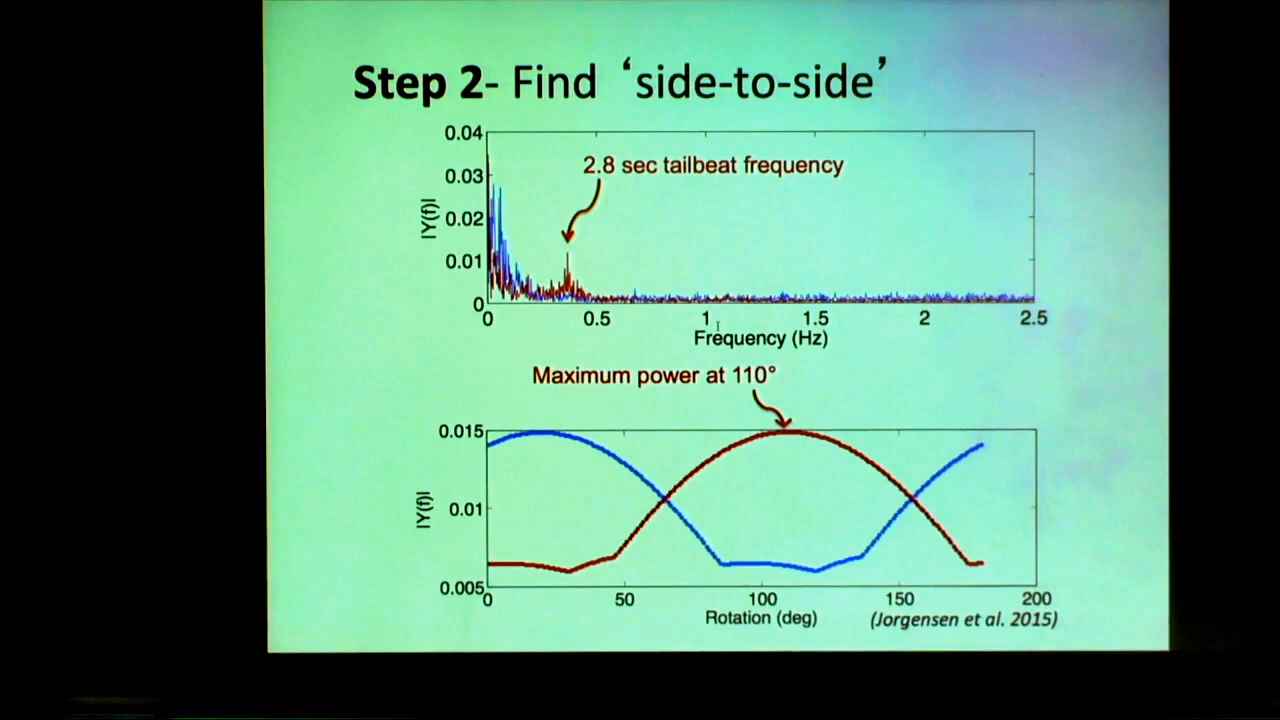 Step 2- Find ‘side-to-side’
0.04
0.03
0.02
0.01
0
|Y(f)|
2.8 sec tailbeat frequency
0 0.5 1 1.5 2 2.5
Frequency (Hz)
Maximum power at 110°
0.015
0.01
0.005
|Y(f)|
0 50 100 150 200
Rotation (deg)
(Jorgensen et al. 2015)